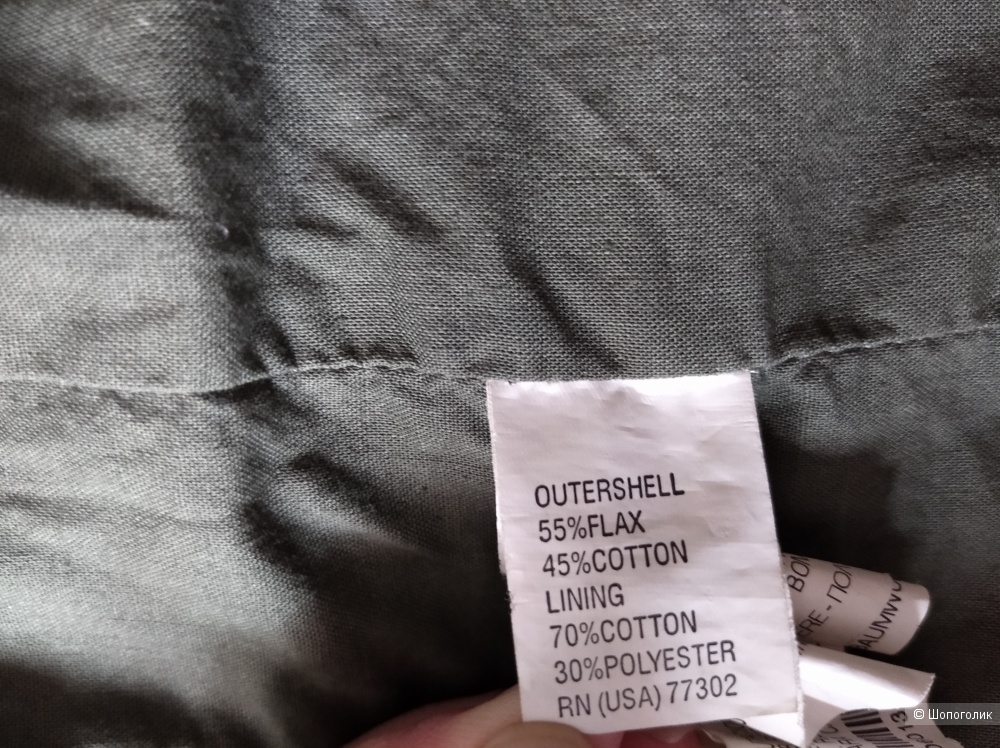 OUTERSHELL
55%FLAX
45%COTTON
LINING
70%COTTON
30%POLYESTER
RN (USA) 77302
© Шопоголик